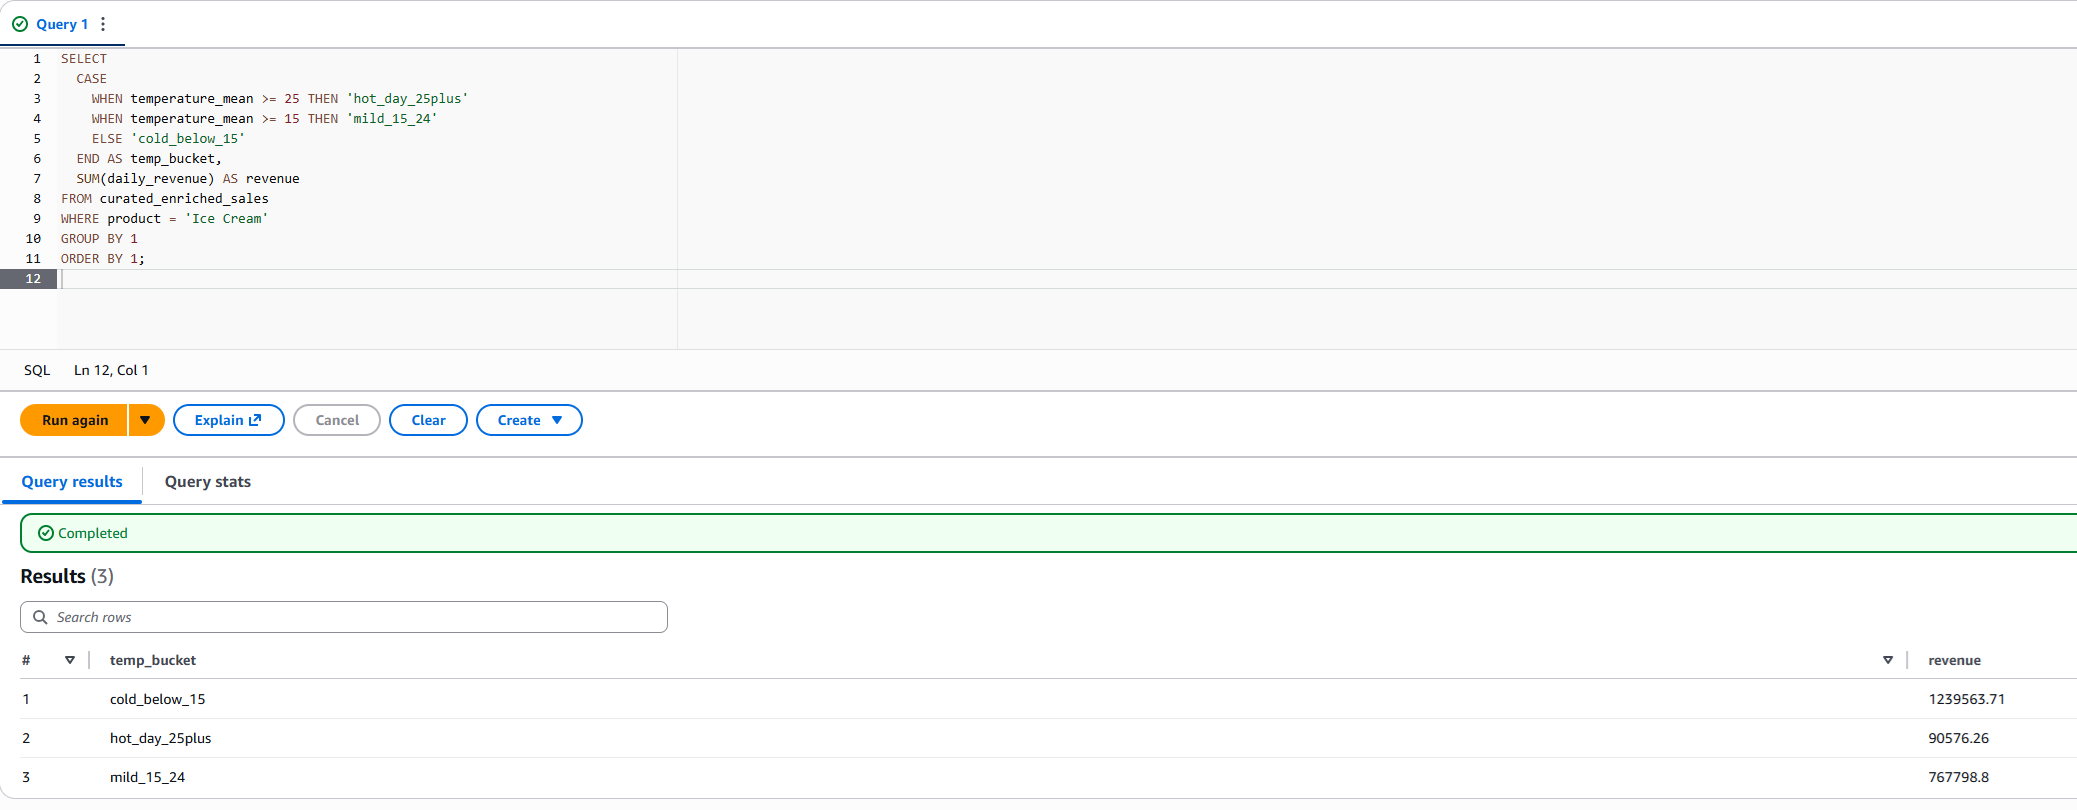 Query 1
1 SELECT
2 CASE
3 WHEN temperature_mean >= 25 THEN 'hot_day_25plus'
4 WHEN temperature_mean >= 15 THEN 'mild_15_24'
5 ELSE 'cold_below_15'
6 END AS temp_bucket,
7 SUM(daily_revenue) AS revenue
8 FROM curated_enriched_sales
9 WHERE product = 'Ice Cream'
10 GROUP BY 1
11 ORDER BY 1;
12
SQL Ln 12, Col 1
Run again Explain Cancel Clear Create
Query results Query stats
Completed
Results (3)
Search rows
# temp_bucket revenue
1 cold_below_15 1239563.71
2 hot_day_25plus 90576.26
3 mild_15_24 767798.8